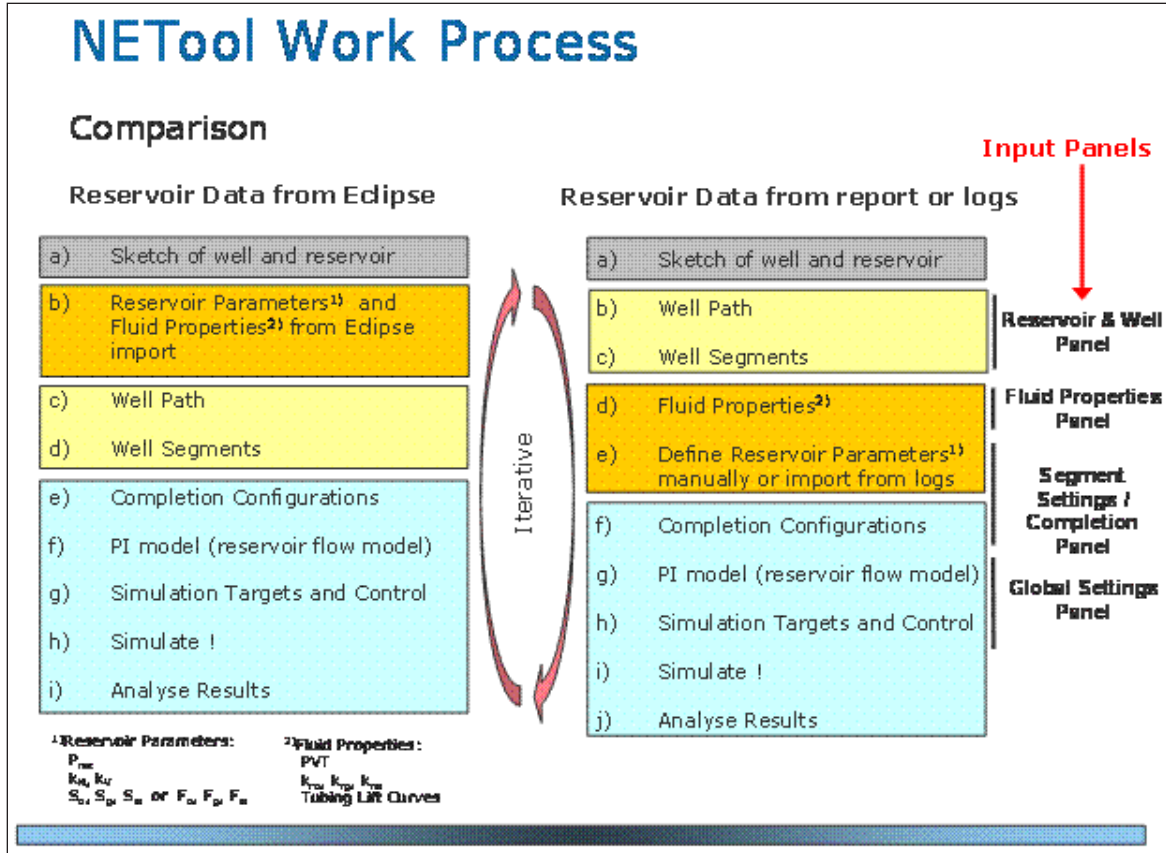 NETool Work Process
Comparison
Input Panels
Reservoir Data from Eclipse
a) Sketch of well and reservoir
b) Reservoir Parameters¹⁾ and
Fluid Properties²⁾ from Eclipse
import
c) Well Path
d) Well Segments
e) Completion Configurations
f) PI model (reservoir flow model)
g) Simulation Targets and Control
h) Simulate !
i) Analyse Results
Iterative
Reservoir Data from report or logs
a) Sketch of well and reservoir
b) Well Path
c) Well Segments
d) Fluid Properties²⁾
e) Define Reservoir Parameters¹⁾
manually or import from logs
f) Completion Configurations
g) PI model (reservoir flow model)
h) Simulation Targets and Control
i) Simulate !
j) Analyse Results
Reservoir & Well
Panel
Fluid Properties
Panel
Segment
Settings /
Completion
Panel
Global Settings
Panel
¹⁾Reservoir Parameters:
or
²⁾Fluid Properties:
PVT
Tubing Lift Curves